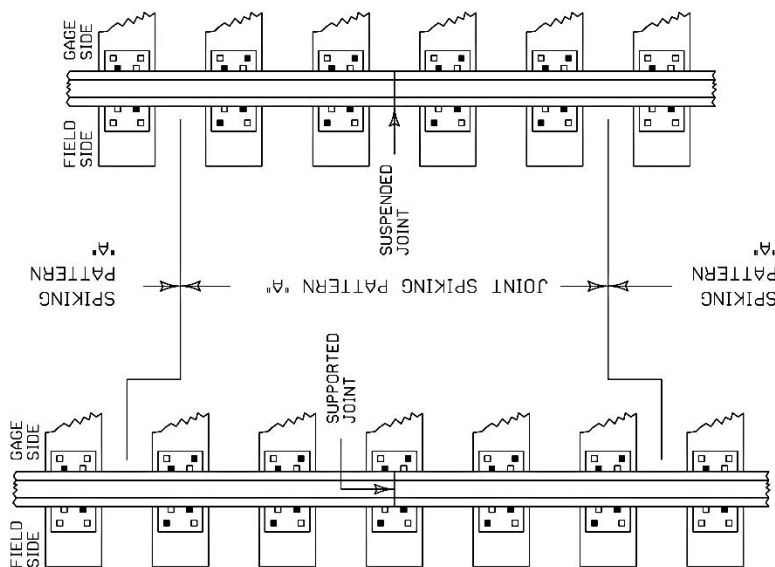 GAGE
SIDE
FIELD
SIDE
SUSPENDED
JOINT
SPIKING
PATTERN
"A"
JOINT SPIKING PATTERN "A"
SPIKING
PATTERN
"A"
SUPPORTED
JOINT
GAGE
SIDE
FIELD
SIDE